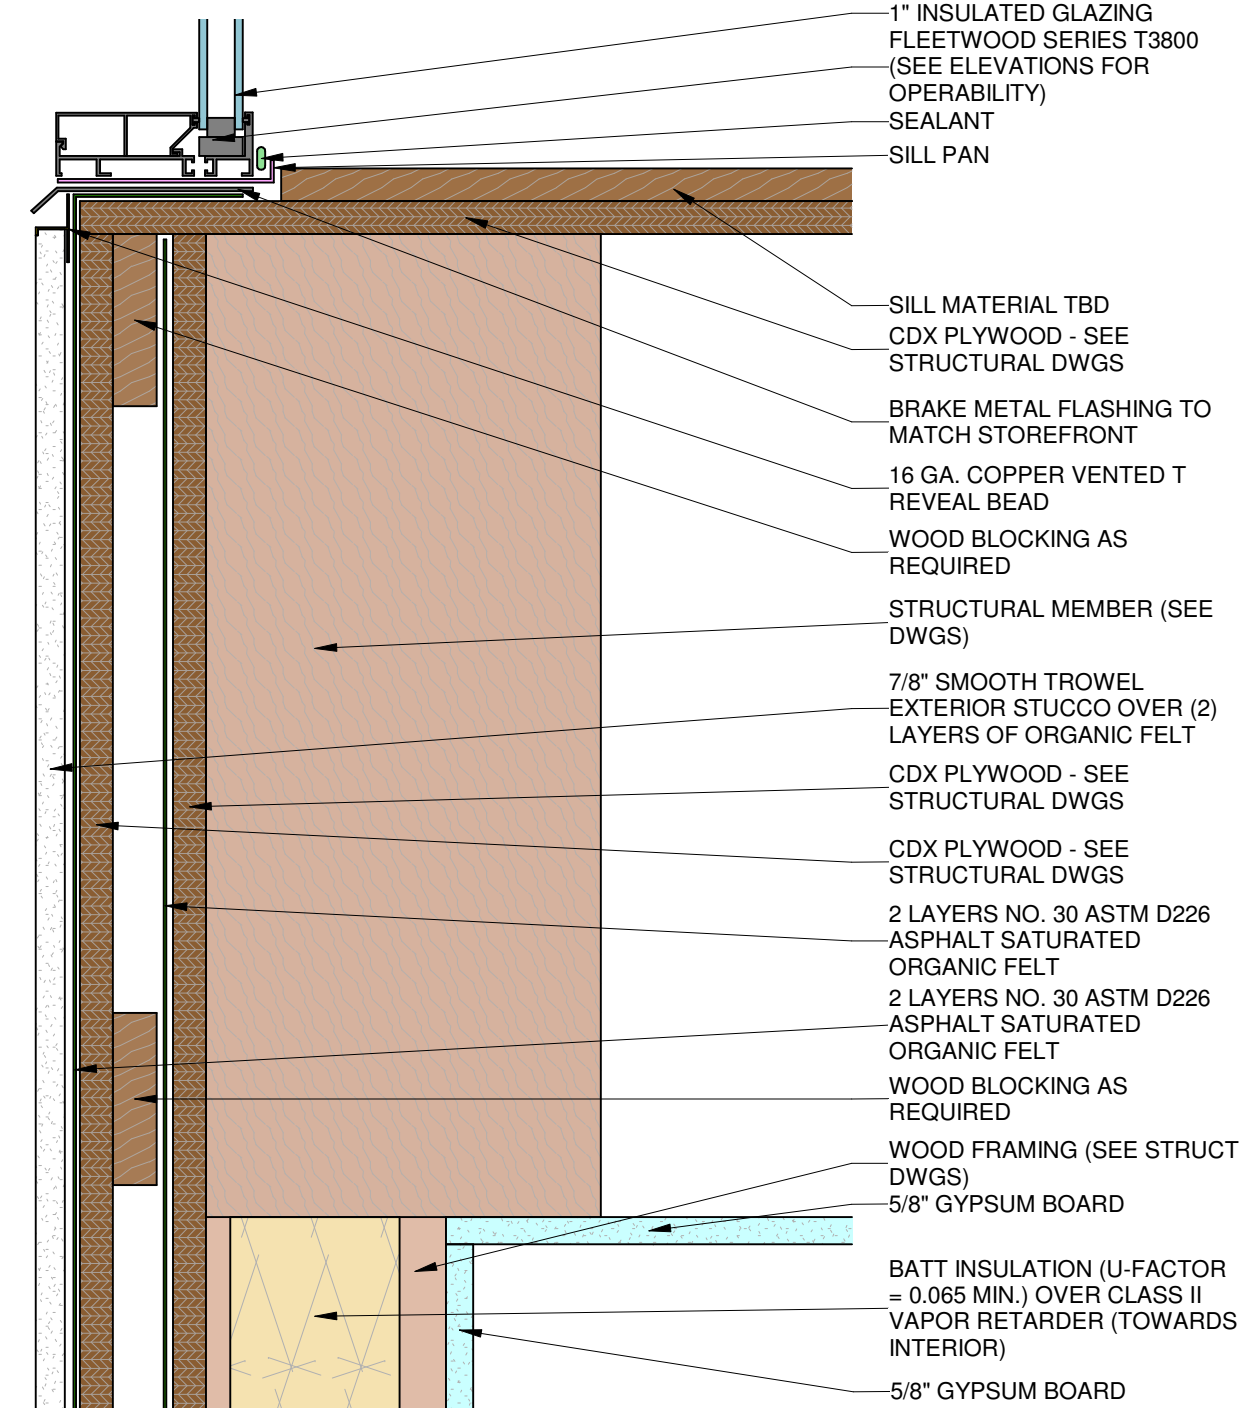 1" INSULATED GLAZING
FLEETWOOD SERIES T3800
(SEE ELEVATIONS FOR
OPERABILITY)
SEALANT
SILL PAN
SILL MATERIAL TBD
CDX PLYWOOD - SEE
STRUCTURAL DWGS
BRAKE METAL FLASHING TO
MATCH STOREFRONT
16 GA. COPPER VENTED T
REVEAL BEAD
WOOD BLOCKING AS
REQUIRED
STRUCTURAL MEMBER (SEE
DWGS)
7/8" SMOOTH TROWEL
EXTERIOR STUCCO OVER (2)
LAYERS OF ORGANIC FELT
CDX PLYWOOD - SEE
STRUCTURAL DWGS
CDX PLYWOOD - SEE
STRUCTURAL DWGS
2 LAYERS NO. 30 ASTM D226
ASPHALT SATURATED
ORGANIC FELT
2 LAYERS NO. 30 ASTM D226
ASPHALT SATURATED
ORGANIC FELT
WOOD BLOCKING AS
REQUIRED
WOOD FRAMING (SEE STRUCT
DWGS)
5/8" GYPSUM BOARD
BATT INSULATION (U-FACTOR
= 0.065 MIN.) OVER CLASS II
VAPOR RETARDER (TOWARDS
INTERIOR)
5/8" GYPSUM BOARD